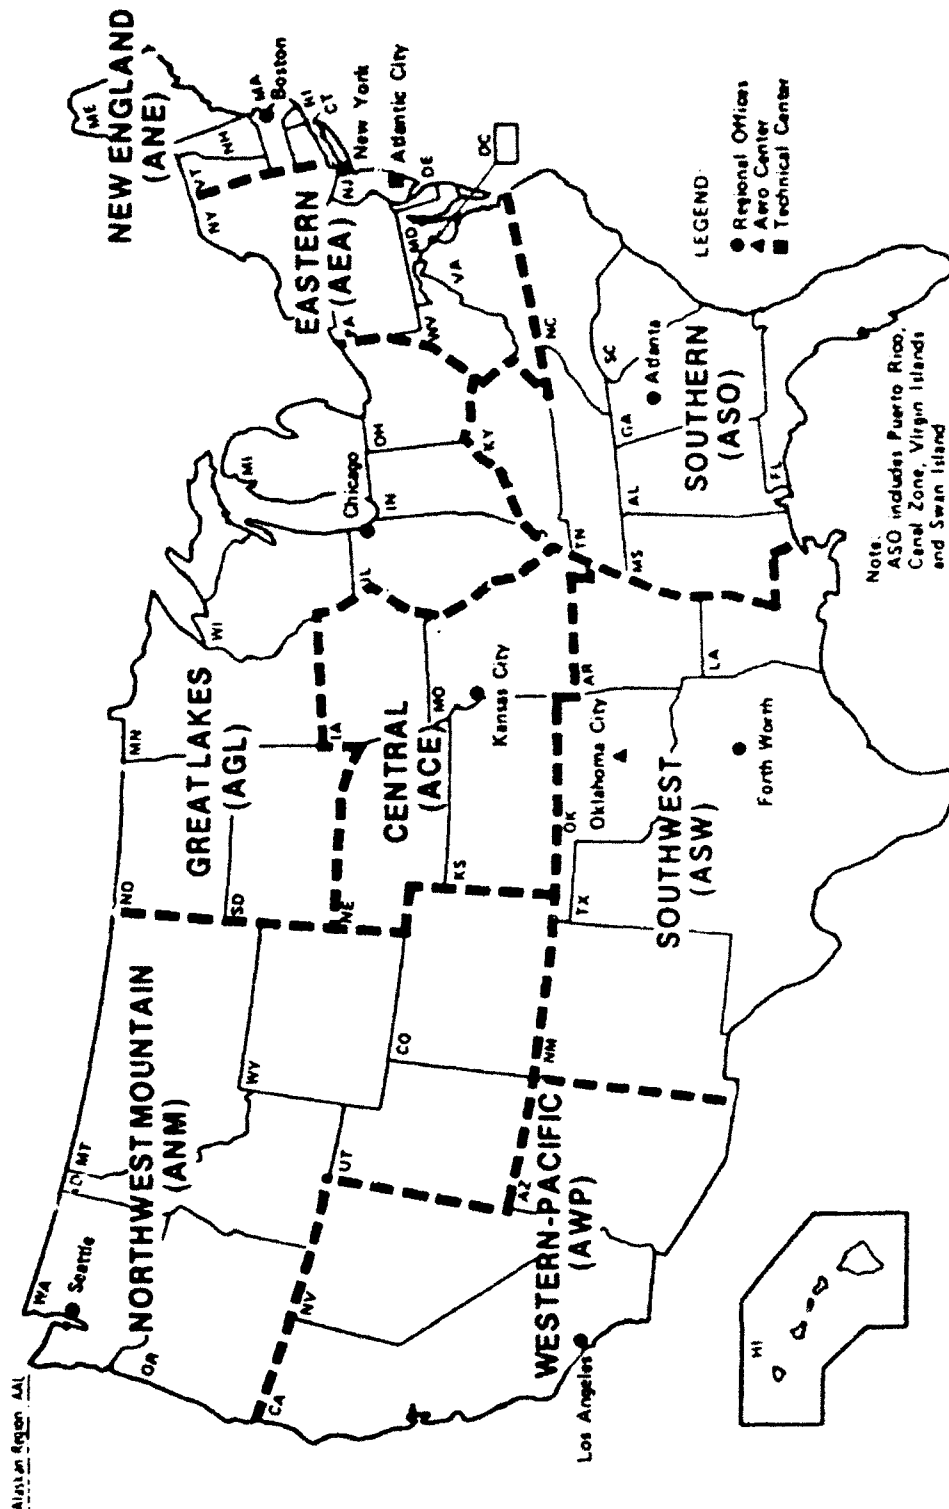 Alaskan Region AAL
NEW ENGLAND
(ANE)
EASTERN
(AEA)
GREAT LAKES
(AGL)
NORTHWEST MOUNTAIN
(ANM)
CENTRAL
(ACE)
WESTERN-PACIFIC
(AWP)
SOUTHWEST
(ASW)
SOUTHERN
(ASO)
WA
Seattle
OR
ID
MT
ND
MN
WI
MI
NY
VT
NH
ME
MA
Boston
RI
CT
New York
NJ
Atlantic City
DE
DC
MD
PA
WV
VA
OH
IN
Chicago
IL
KY
IA
SD
NE
WY
UT
CO
NV
CA
KS
MO
Kansas City
TN
NC
SC
GA
Atlanta
AL
MS
FL
AR
LA
OK
Oklahoma City
TX
Forth Worth
NM
AZ
Los Angeles
HI
LEGEND
Regional Offices
Aero Center
Technical Center
Note:
ASO includes Puerto Rico,
Canal Zone, Virgin Islands
and Swan Island